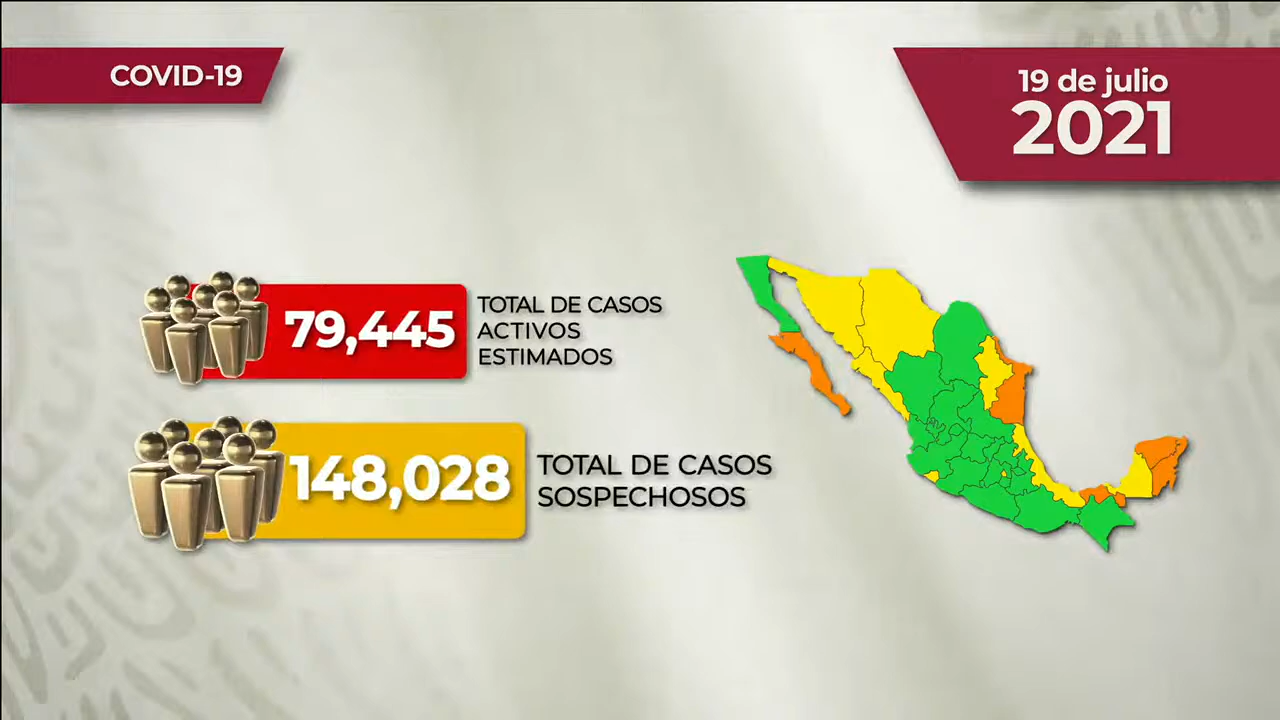 COVID-19
19 de julio
2021
79,445
TOTAL DE CASOS
ACTIVOS
ESTIMADOS
148,028
TOTAL DE CASOS
SOSPECHOSOS